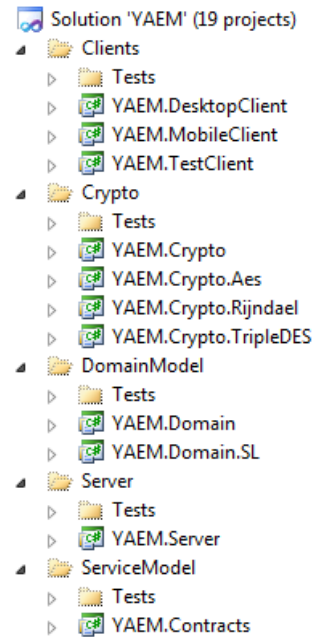 Solution 'YAEM' (19 projects)
Clients
Tests
YAEM.DesktopClient
YAEM.MobileClient
YAEM.TestClient
Crypto
Tests
YAEM.Crypto
YAEM.Crypto.Aes
YAEM.Crypto.Rijndael
YAEM.Crypto.TripleDES
DomainModel
Tests
YAEM.Domain
YAEM.Domain.SL
Server
Tests
YAEM.Server
ServiceModel
Tests
YAEM.Contracts